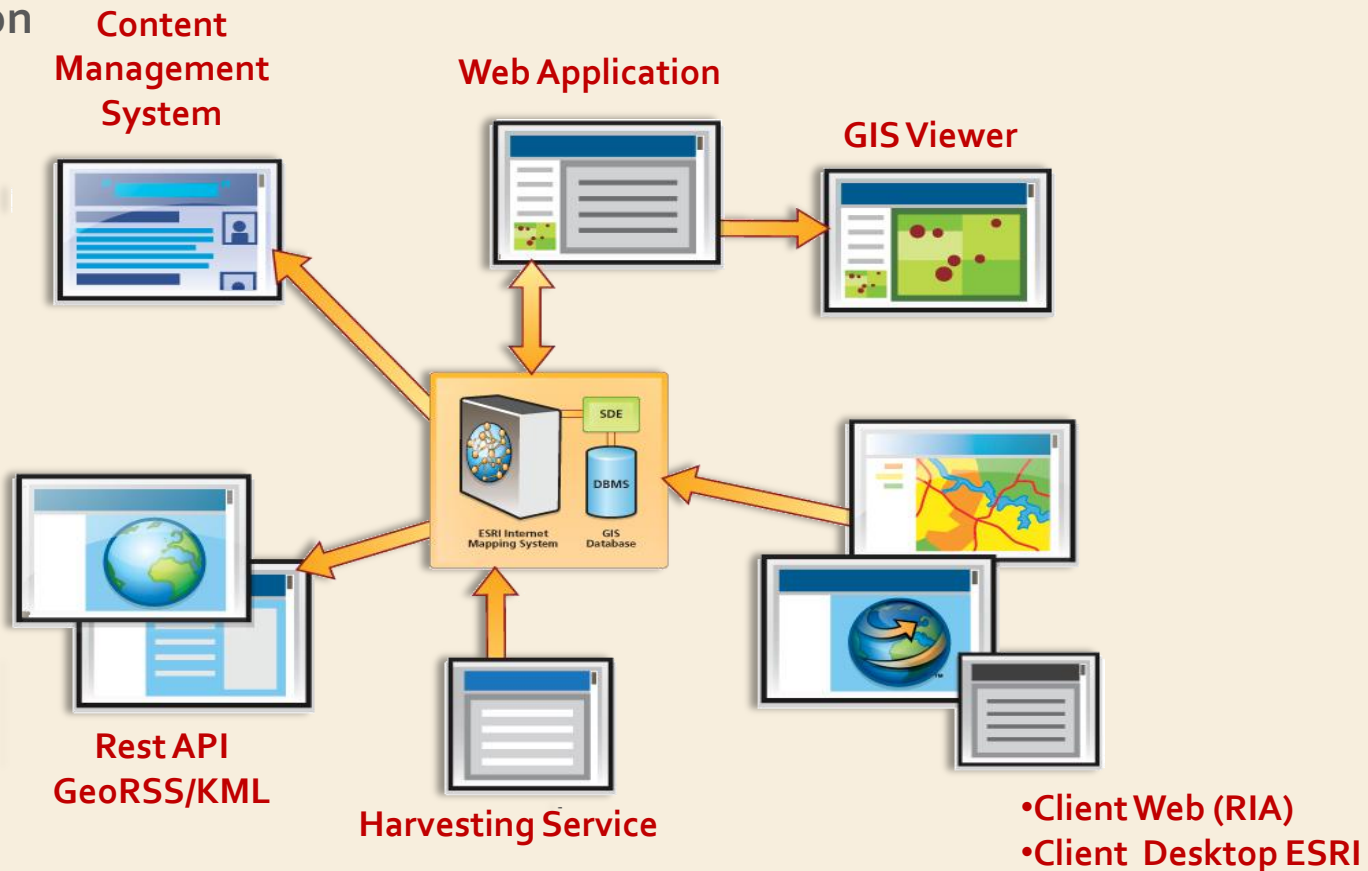 on
Content
Management
System
Web Application
GIS Viewer
SDE
DBMS
ESRI Internet
Mapping System
GIS
Database
Rest API
GeoRSS/KML
Harvesting Service
•Client Web (RIA)
•Client Desktop ESRI